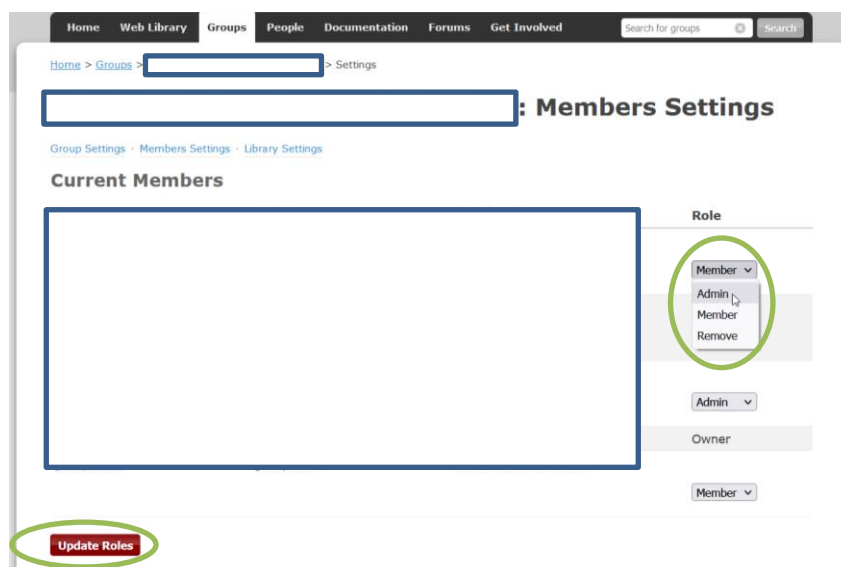 Home Web Library Groups People Documentation Forums Get Involved Search for groups Search
Home > Groups > > Settings
: Members Settings
Group Settings · Members Settings · Library Settings
Current Members
Role
Member
Admin
Member
Remove
Admin
Owner
Member
Update Roles